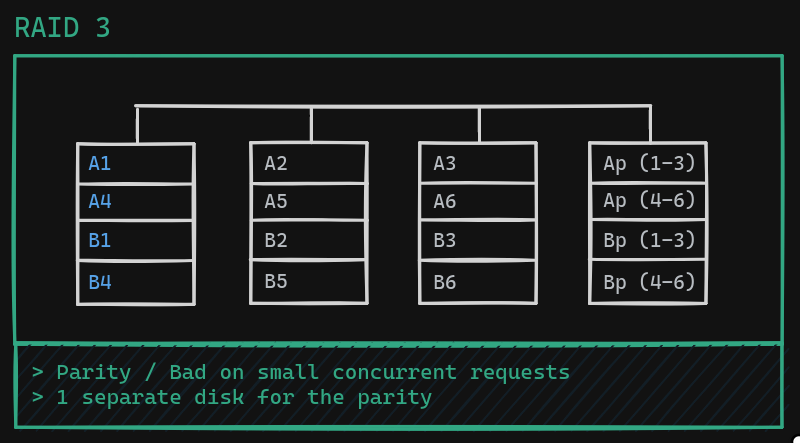 RAID 3
A1 A2 A3 Ap (1-3)
A4 A5 A6 Ap (4-6)
B1 B2 B3 Bp (1-3)
B4 B5 B6 Bp (4-6)
> Parity / Bad on small concurrent requests
> 1 separate disk for the parity